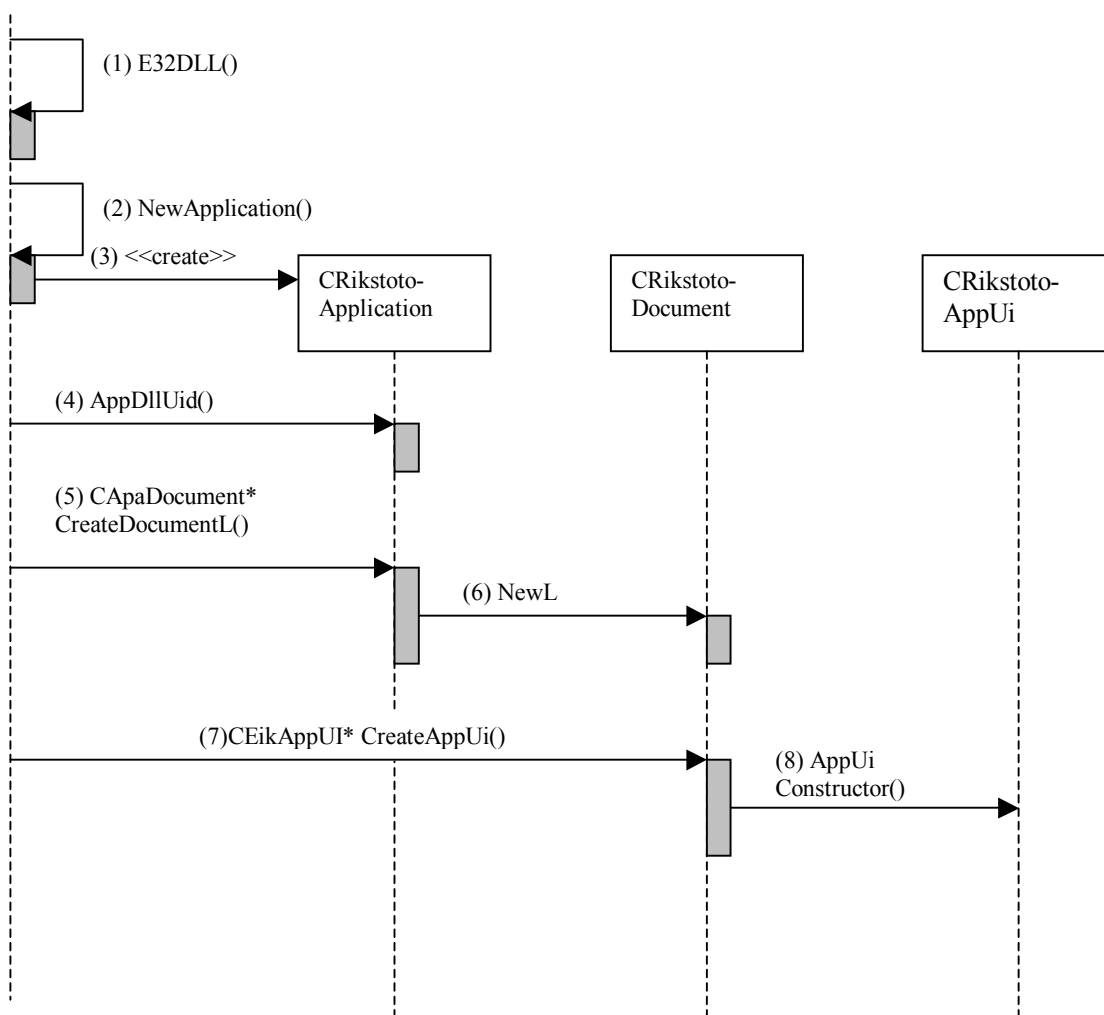 (1) E32DLL()
(2) NewApplication()
(3) <<create>>
CRikstoto-
Application
CRikstoto-
Document
CRikstoto-
AppUi
(4) AppDllUid()
(5) CApaDocument*
CreateDocumentL()
(6) NewL
(7)CEikAppUI* CreateAppUi()
(8) AppUi
Constructor()